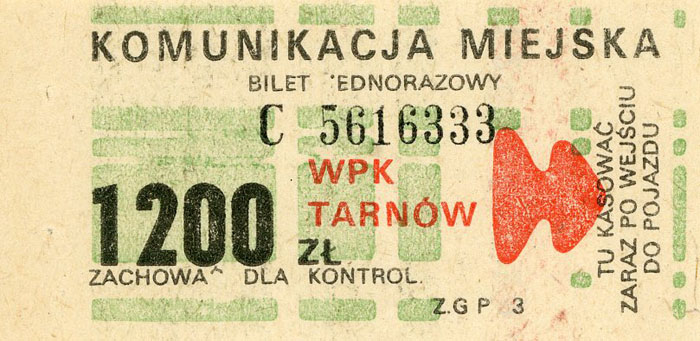 KOMUNIKACJA MIEJSKA
BILET EDNORAZOWY
C 5616333
WPK
TARNÓW
1200 ZŁ
ZACHOWA^ DLA KONTROL.
Z.G P 3
TU KASOWAĆ
ZARAZ PO WEJŚCIU
DO POJAZDU